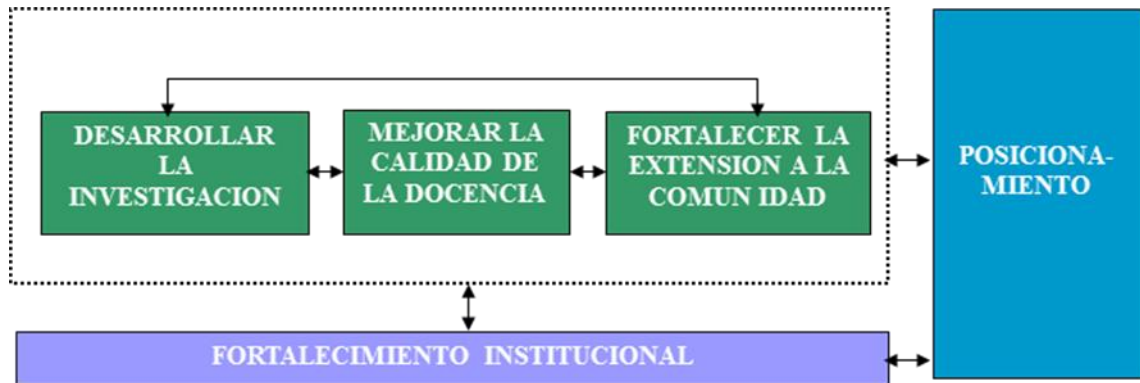 DESARROLLAR
LA
INVESTIGACION
MEJORAR LA
CALIDAD DE
LA DOCENCIA
FORTALECER LA
EXTENSION A LA
COMUN IDAD
POSICIONA-
MIENTO
FORTALECIMIENTO INSTITUCIONAL